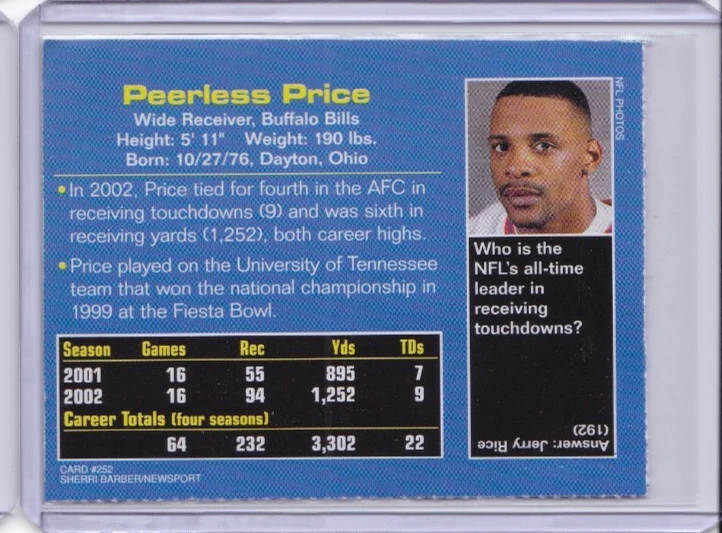 Peerless Price
Wide Receiver, Buffalo Bills
Height: 5' 11" Weight: 190 lbs.
Born: 10/27/76, Dayton, Ohio
•In 2002, Price tied for fourth in the AFC in
receiving touchdowns (9) and was sixth in
receiving yards (1,252), both career highs.
•Price played on the University of Tennessee
team that won the national championship in
1999 at the Fiesta Bowl.
Season Games Rec Yds TDs
2001 16 55 895 7
2002 16 94 1,252 9
Career Totals (four seasons)
64 232 3,302 22
CARD #252
SHERRI BARBER/NEWSPORT
NFL PHOTOS
Who is the
NFL's all-time
leader in
receiving
touchdowns?
Answer: Jerry Rice
(192)